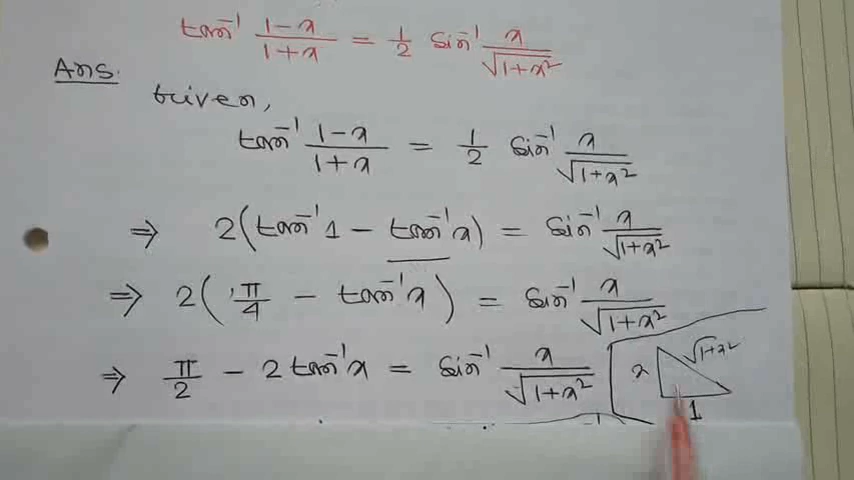 tan⁻¹ (1-x)/(1+x) = 1/2 sin⁻¹ x/√(1+x²)
Ans.
Given,
tan⁻¹ (1-x)/(1+x) = 1/2 sin⁻¹ x/√(1+x²)
⇒ 2(tan⁻¹1 - tan⁻¹x) = sin⁻¹ x/√(1+x²)
⇒ 2(π/4 - tan⁻¹x) = sin⁻¹ x/√(1+x²)
⇒ π/2 - 2 tan⁻¹x = sin⁻¹ x/√(1+x²)
x √(1+x²)
1